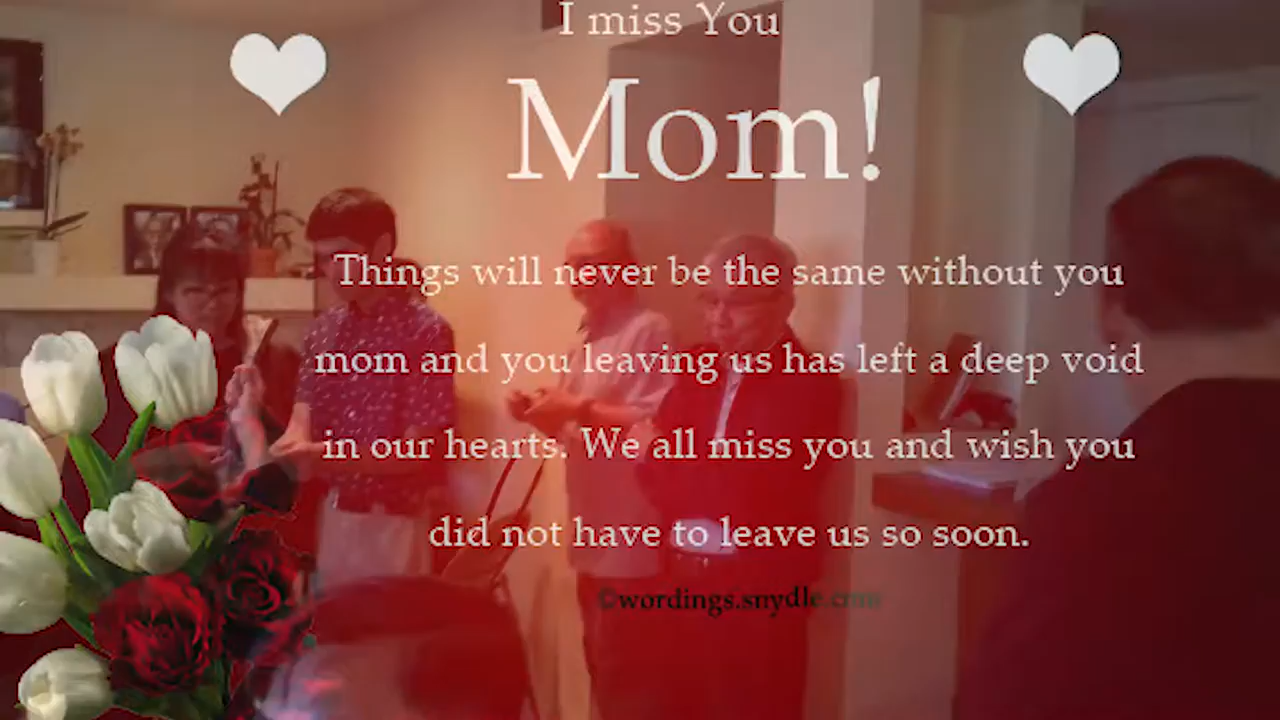 I miss You
Mom!
Things will never be the same without you
mom and you leaving us has left a deep void
in our hearts. We all miss you and wish you
did not have to leave us so soon.
©wordings.snydle.com